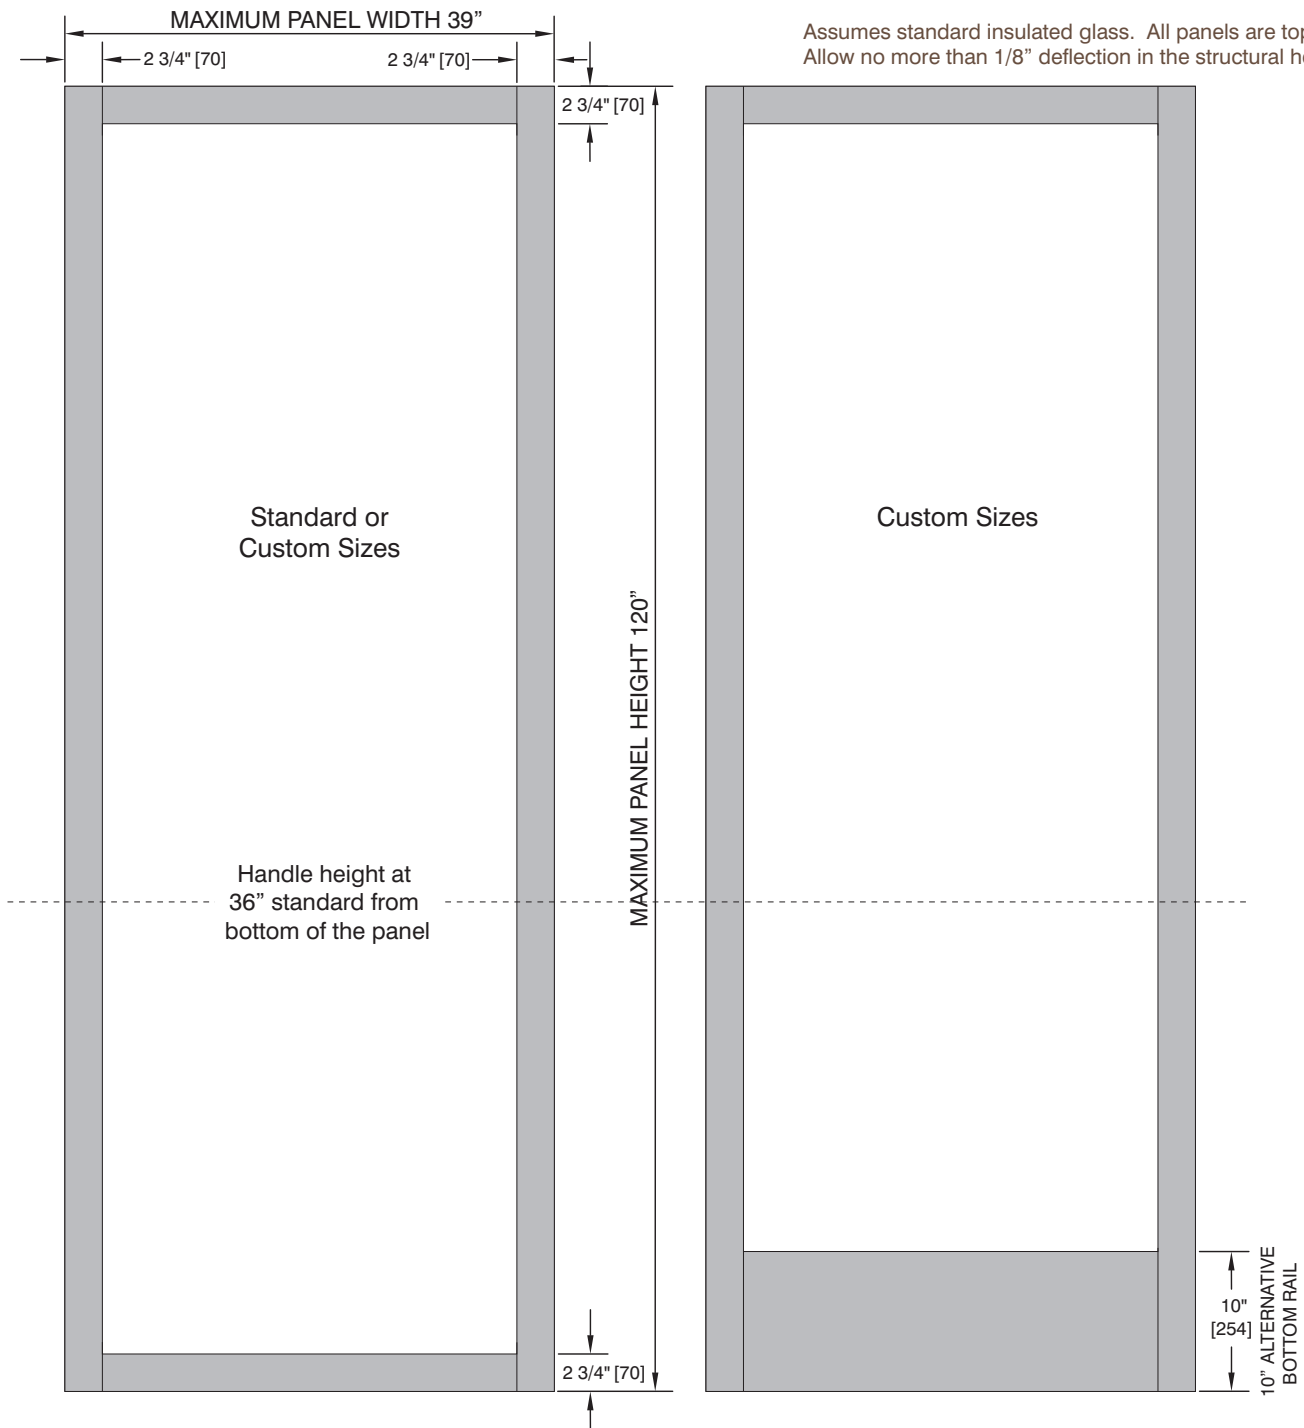 MAXIMUM PANEL WIDTH 39”
Assumes standard insulated glass.  All panels are top
Allow no more than 1/8” deflection in the structural
2 3/4" [70]
2 3/4" [70]
2 3/4" [70]
Standard or
Custom Sizes
Custom Sizes
MAXIMUM PANEL HEIGHT 120”
Handle height at
36” standard from
bottom of the panel
10"
[254]
10” ALTERNATIVE
BOTTOM RAIL
2 3/4" [70]